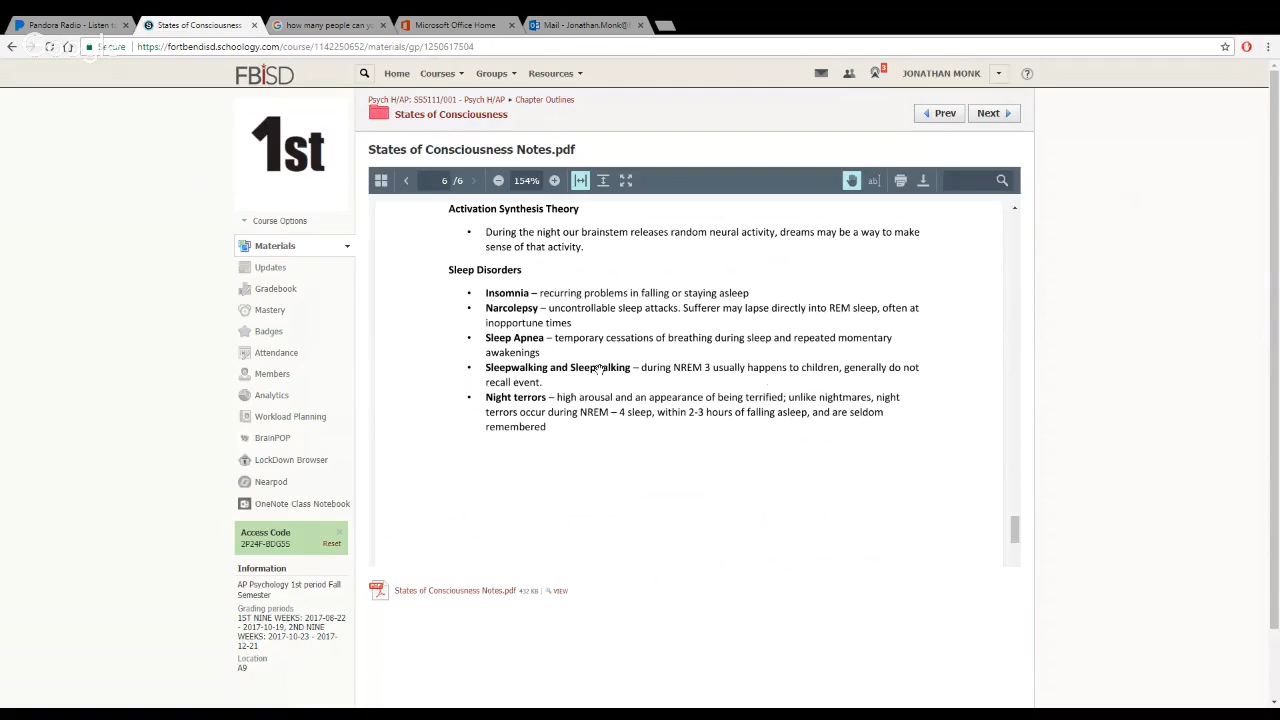 Pandora Radio - Listen to
States of Consciousness
how many people can yo
Microsoft Office Home
Mail - Jonathan.Monk@
Secure
https://fortbendisd.schoology.com/course/1142250652/materials/gp/1250617504
FBISD
Home
Courses
Groups
Resources
3
JONATHAN MONK
1st
Course Options
Materials
Updates
Gradebook
Mastery
Badges
Attendance
Members
Analytics
Workload Planning
BrainPOP
LockDown Browser
Nearpod
OneNote Class Notebook
Access Code
2P24F-BDG5S
Reset
Information
AP Psychology 1st period Fall
Semester
Grading periods
1ST NINE WEEKS: 2017-08-22
- 2017-10-19, 2ND NINE
WEEKS: 2017-10-23 - 2017-
12-21
Location
A9
Psych H/AP: SS5111/001 - Psych H/AP
Chapter Outlines
States of Consciousness
Prev
Next
States of Consciousness Notes.pdf
6 /6
154%
Activation Synthesis Theory
• During the night our brainstem releases random neural activity, dreams may be a way to make
sense of that activity.
Sleep Disorders
• Insomnia – recurring problems in falling or staying asleep
• Narcolepsy – uncontrollable sleep attacks. Sufferer may lapse directly into REM sleep, often at
inopportune times
• Sleep Apnea – temporary cessations of breathing during sleep and repeated momentary
awakenings
• Sleepwalking and Sleeptalking – during NREM 3 usually happens to children, generally do not
recall event.
• Night terrors – high arousal and an appearance of being terrified; unlike nightmares, night
terrors occur during NREM – 4 sleep, within 2-3 hours of falling asleep, and are seldom
remembered
States of Consciousness Notes.pdf 432 KB | VIEW